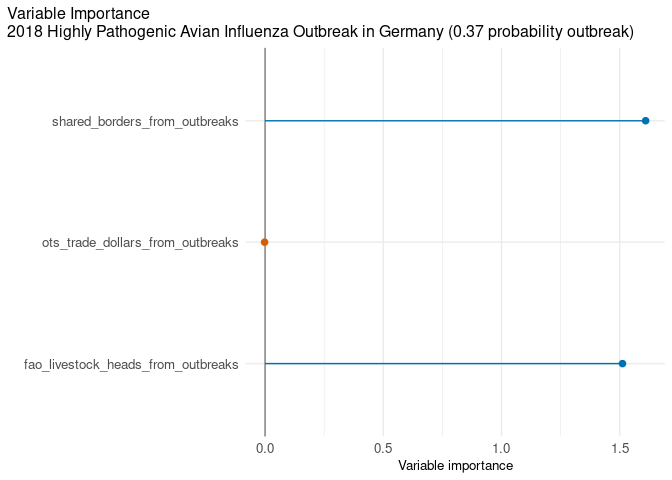 Variable Importance
2018 Highly Pathogenic Avian Influenza Outbreak in Germany (0.37 probability outbreak)
shared_borders_from_outbreaks
ots_trade_dollars_from_outbreaks
fao_livestock_heads_from_outbreaks
0.0 0.5 1.0 1.5
Variable importance